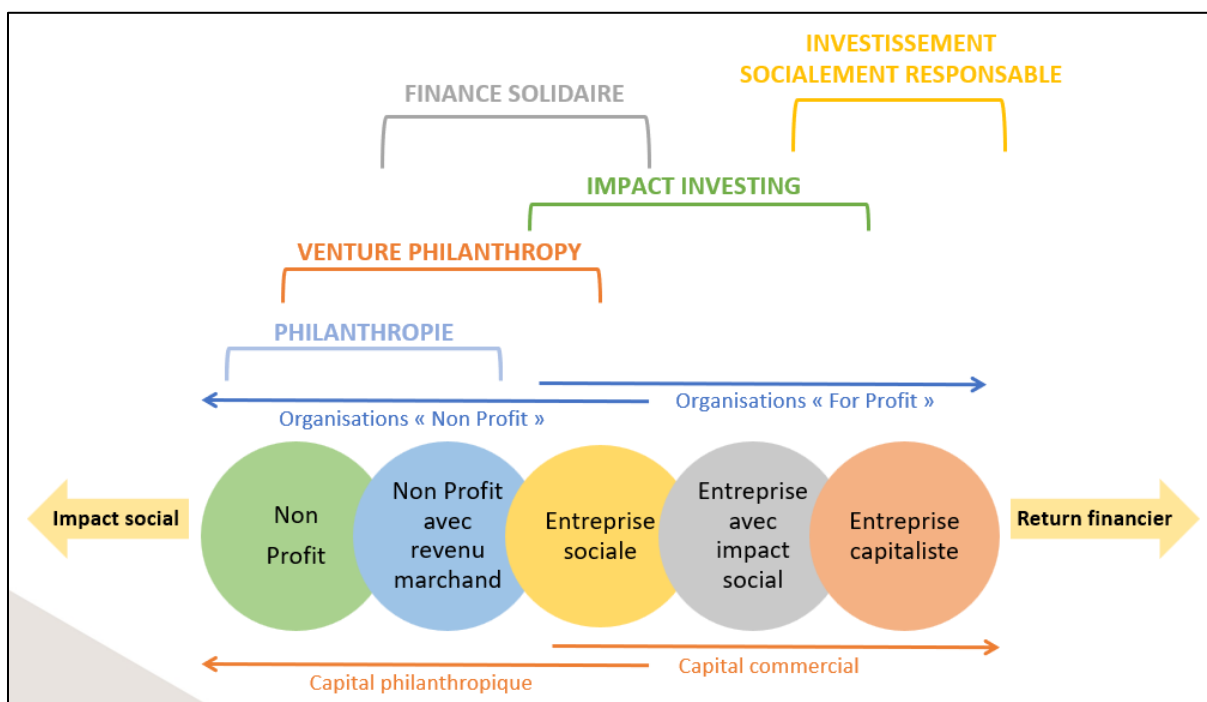 INVESTISSEMENT
SOCIALEMENT RESPONSABLE
FINANCE SOLIDAIRE
IMPACT INVESTING
VENTURE PHILANTHROPY
PHILANTHROPIE
Organisations « Non Profit »
Organisations « For Profit »
Impact social
Non
Profit
Non Profit
avec
revenu
marchand
Entreprise
sociale
Entreprise
avec
impact
social
Entreprise
capitaliste
Return financier
Capital philanthropique
Capital commercial